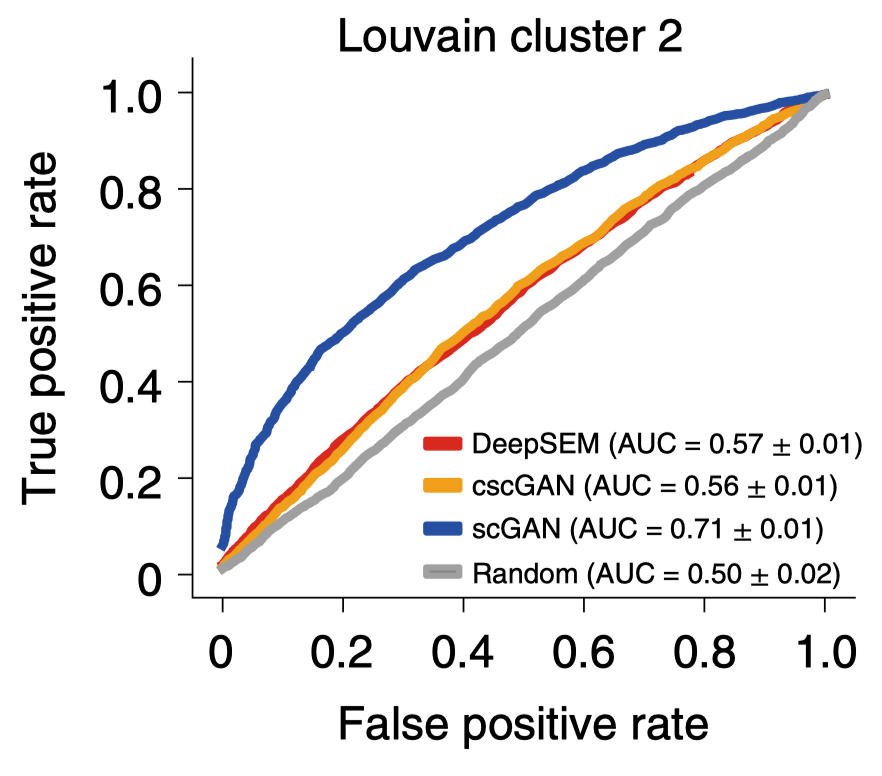 Louvain cluster 2
True positive rate
1.0
0.8
0.6
0.4
0.2
0
DeepSEM (AUC = 0.57 ± 0.01)
cscGAN (AUC = 0.56 ± 0.01)
scGAN (AUC = 0.71 ± 0.01)
Random (AUC = 0.50 ± 0.02)
0 0.2 0.4 0.6 0.8 1.0
False positive rate